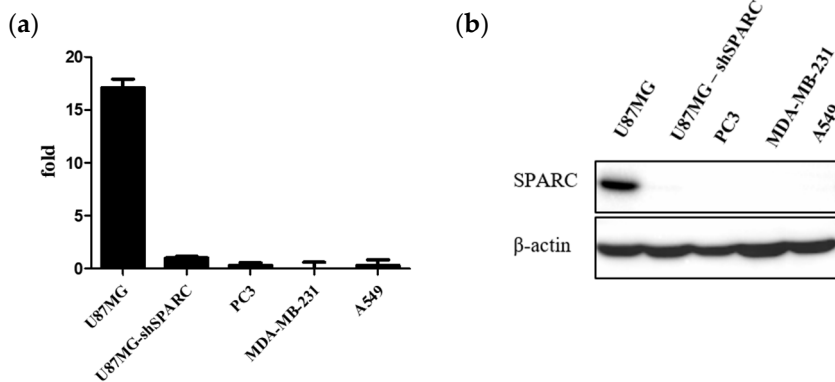 (a)
20
15
10
5
0
fold
U87MG
U87MG-shSPARC
PC3
MDA-MB-231
A549
(b)
U87MG
U87MG – shSPARC
PC3
MDA-MB-231
A549
SPARC
β-actin